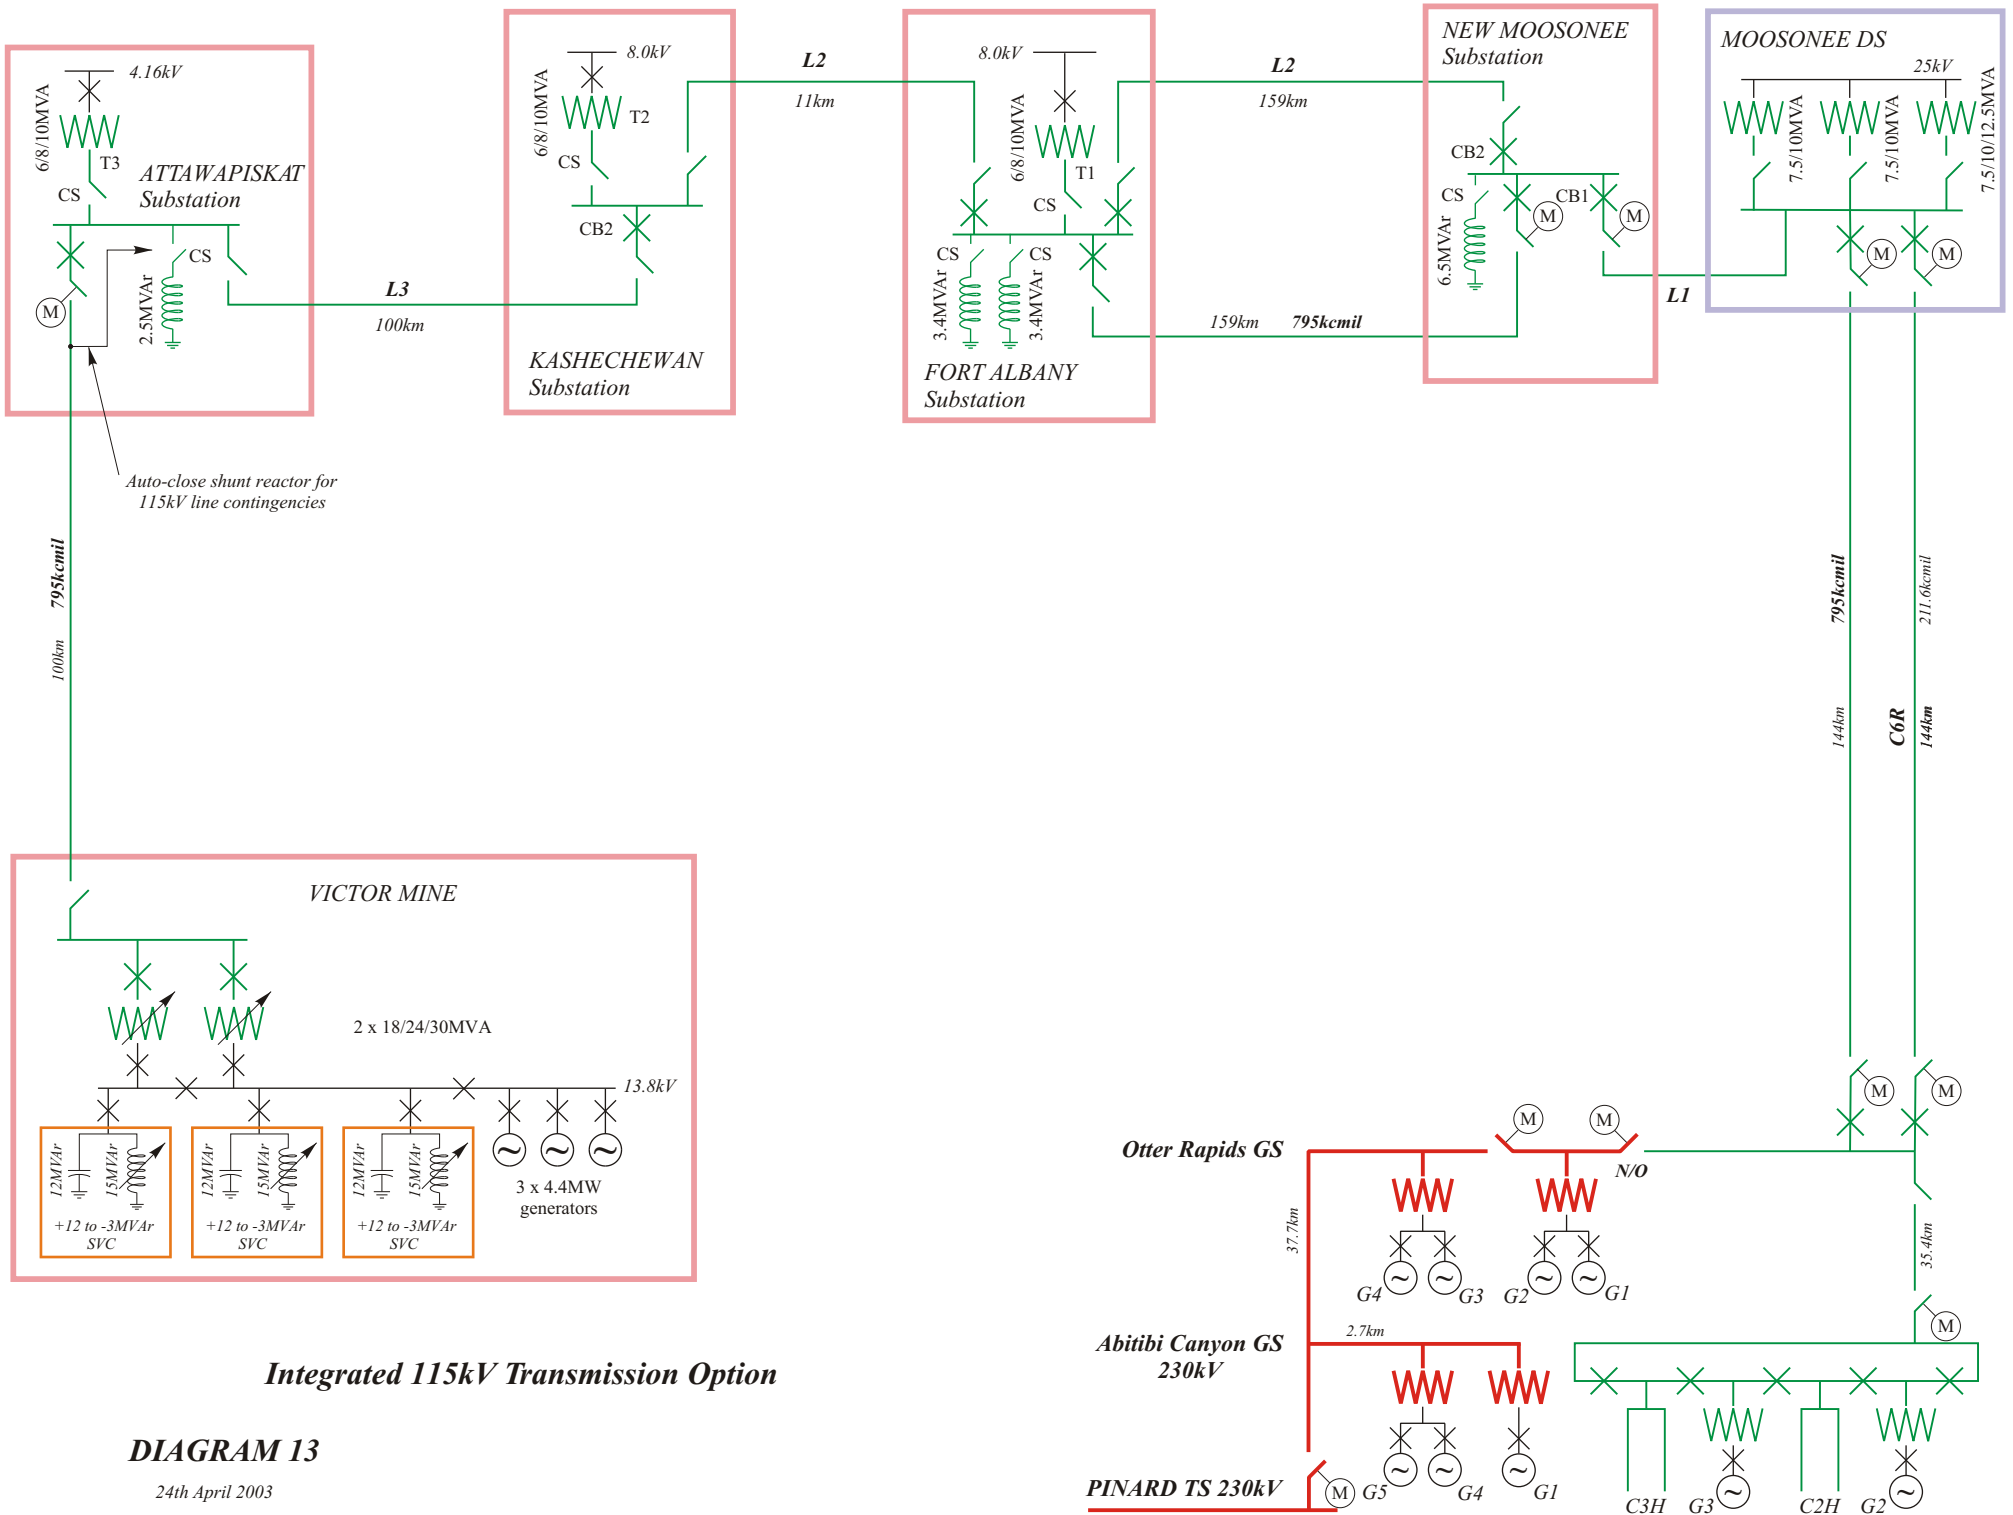 4.16kV
6/8/10MVA
T3
CS
ATTAWAPISKAT
Substation
CS
M
2.5MVAr
Auto-close shunt reactor for
115kV line contingencies
L3
100km
8.0kV
6/8/10MVA
T2
CS
CB2
KASHECHEWAN
Substation
L2
11km
8.0kV
6/8/10MVA
T1
CS
CS
CS
3.4MVAr
3.4MVAr
FORT ALBANY
Substation
L2
159km
159km
795kcmil
NEW MOOSONEE
Substation
CB2
CS
6.5MVAr
M
CB1
M
L1
MOOSONEE DS
25kV
7.5/10MVA
7.5/10MVA
7.5/10/12.5MVA
M
M
795kcmil
100km
795kcmil
144km
211.6kcmil
C6R
144km
VICTOR MINE
2 x 18/24/30MVA
13.8kV
12MVAr
15MVAr
+12 to -3MVAr
SVC
12MVAr
15MVAr
+12 to -3MVAr
SVC
12MVAr
15MVAr
+12 to -3MVAr
SVC
3 x 4.4MW
generators
M
M
M
M
Otter Rapids GS
N/O
37.7km
G4
G3
G2
G1
35.4km
M
Abitibi Canyon GS
230kV
2.7km
G5
G4
G1
PINARD TS 230kV
M
C3H
G3
C2H
G2
Integrated 115kV Transmission Option
DIAGRAM 13
24th April 2003